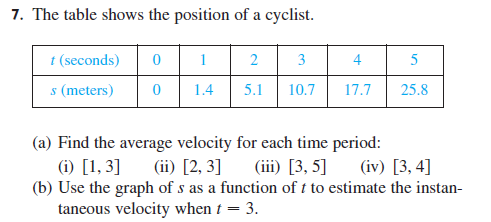 7. The table shows the position of a cyclist.
t (seconds) 0 1 2 3 4 5
s (meters) 0 1.4 5.1 10.7 17.7 25.8
(a) Find the average velocity for each time period:
(i) [1, 3] (ii) [2, 3] (iii) [3, 5] (iv) [3, 4]
(b) Use the graph of s as a function of t to estimate the instan-
taneous velocity when t = 3.